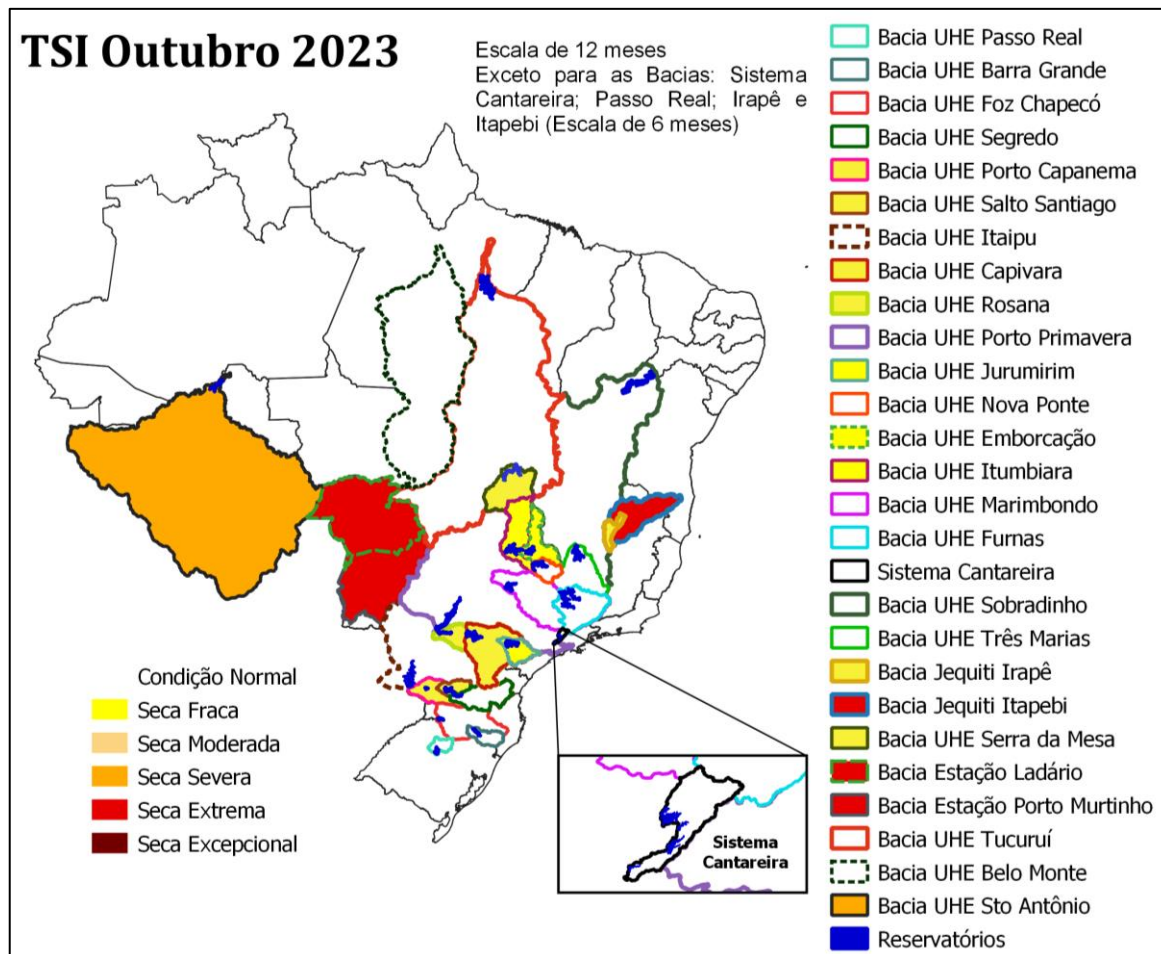 TSI Outubro 2023
Escala de 12 meses
Exceto para as Bacias: Sistema
Cantareira; Passo Real; Irapê e
Itapebi (Escala de 6 meses)
Bacia UHE Passo Real
Bacia UHE Barra Grande
Bacia UHE Foz Chapecó
Bacia UHE Segredo
Bacia UHE Porto Capanema
Bacia UHE Salto Santiago
Bacia UHE Itaipu
Bacia UHE Capivara
Bacia UHE Rosana
Bacia UHE Porto Primavera
Bacia UHE Jurumirim
Bacia UHE Nova Ponte
Bacia UHE Emborcação
Bacia UHE Itumbiara
Bacia UHE Marimbondo
Bacia UHE Furnas
Sistema Cantareira
Bacia UHE Sobradinho
Bacia UHE Três Marias
Bacia Jequiti Irapê
Bacia Jequiti Itapebi
Bacia UHE Serra da Mesa
Bacia Estação Ladário
Bacia Estação Porto Murtinho
Bacia UHE Tucuruí
Bacia UHE Belo Monte
Bacia UHE Sto Antônio
Reservatórios
Condição Normal
Seca Fraca
Seca Moderada
Seca Severa
Seca Extrema
Seca Excepcional
Sistema
Cantareira